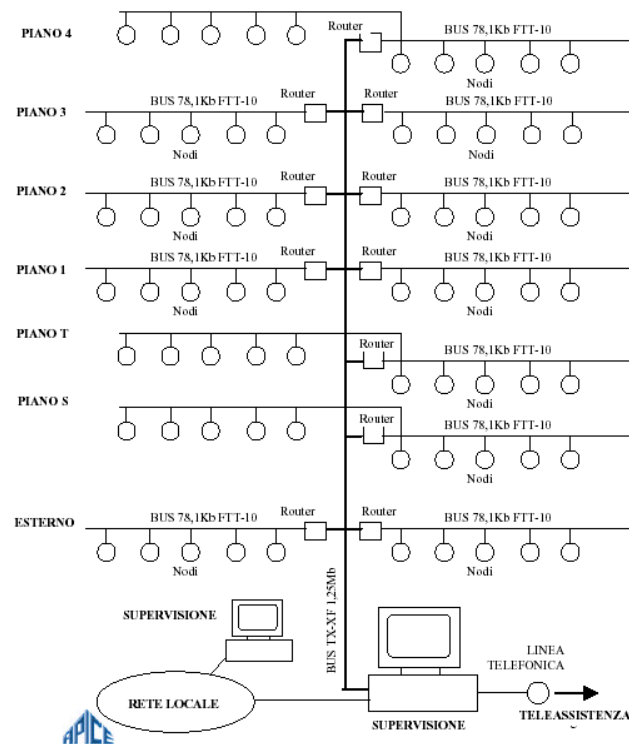 PIANO 4
Router
BUS 78,1Kb FTT-10
Nodi
PIANO 3
BUS 78,1Kb FTT-10
Router
Router
BUS 78,1Kb FTT-10
Nodi
Nodi
PIANO 2
BUS 78,1Kb FTT-10
Router
Router
BUS 78,1Kb FTT-10
Nodi
Nodi
PIANO 1
BUS 78,1Kb FTT-10
Router
Router
BUS 78,1Kb FTT-10
Nodi
Nodi
PIANO T
Router
BUS 78,1Kb FTT-10
Nodi
PIANO S
Router
BUS 78,1Kb FTT-10
Nodi
ESTERNO
BUS 78,1Kb FTT-10
Router
Router
BUS 78,1Kb FTT-10
Nodi
Nodi
BUS TX-XF 1,25Mb
SUPERVISIONE
RETE LOCALE
SUPERVISIONE
LINEA
TELEFONICA
TELEASSISTENZA
APICE